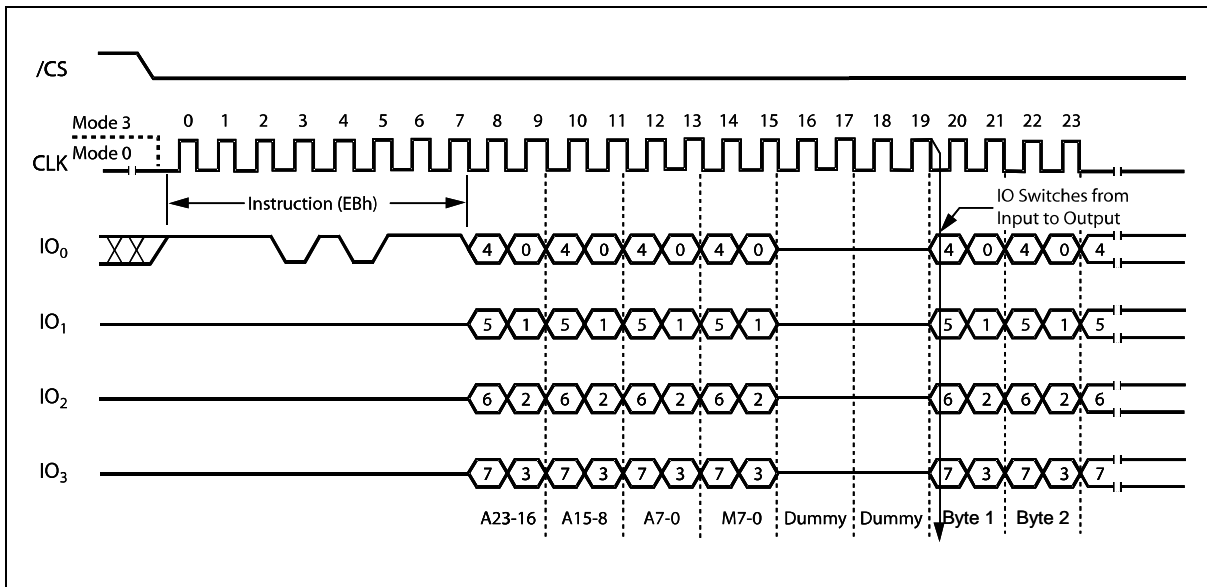 /CS
Mode 3
0 1 2 3 4 5 6 7 8 9 10 11 12 13 14 15 16 17 18 19 20 21 22 23
Mode 0
CLK
Instruction (EBh)
IO Switches from
Input to Output
IO₀ 4 0 4 0 4 0 4 0 4 0 4 0 4
IO₁ 5 1 5 1 5 1 5 1 5 1 5 1 5
IO₂ 6 2 6 2 6 2 6 2 6 2 6 2 6
IO₃ 7 3 7 3 7 3 7 3 7 3 7 3 7
A23-16 A15-8 A7-0 M7-0 Dummy Dummy Byte 1 Byte 2